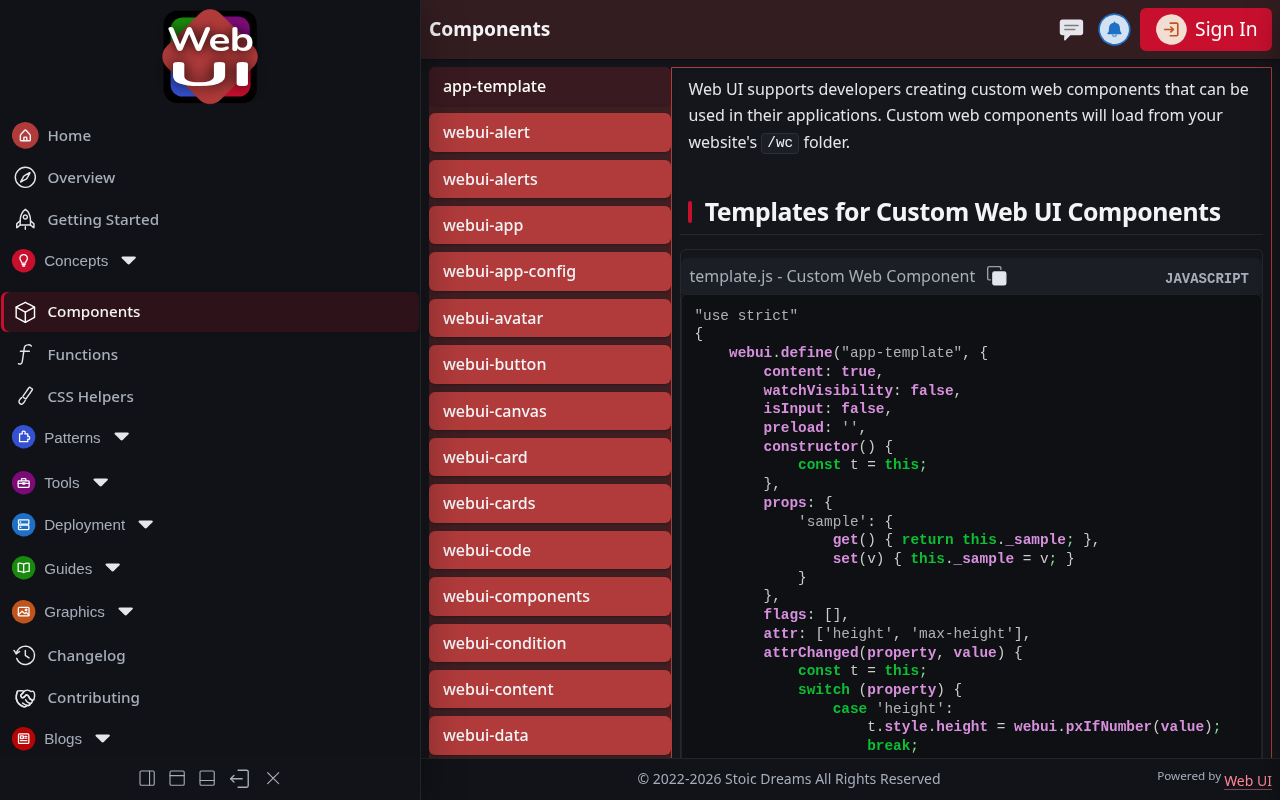 Web
UI
Home
Overview
Getting Started
Concepts
Components
Functions
CSS Helpers
Patterns
Tools
Deployment
Guides
Graphics
Changelog
Contributing
Blogs
Components
Sign In
app-template
webui-alert
webui-alerts
webui-app
webui-app-config
webui-avatar
webui-button
webui-canvas
webui-card
webui-cards
webui-code
webui-components
webui-condition
webui-content
webui-data
Web UI supports developers creating custom web components that can be
used in their applications. Custom web components will load from your
website's /wc folder.
Templates for Custom Web UI Components
template.js - Custom Web Component
JAVASCRIPT
"use strict"
{
    webui.define("app-template", {
        content: true,
        watchVisibility: false,
        isInput: false,
        preload: '',
        constructor() {
            const t = this;
        },
        props: {
            'sample': {
                get() { return this._sample; },
                set(v) { this._sample = v; }
            }
        },
        flags: [],
        attr: ['height', 'max-height'],
        attrChanged(property, value) {
            const t = this;
            switch (property) {
                case 'height':
                    t.style.height = webui.pxIfNumber(value);
                    break;
© 2022-2026 Stoic Dreams All Rights Reserved
Powered by Web UI